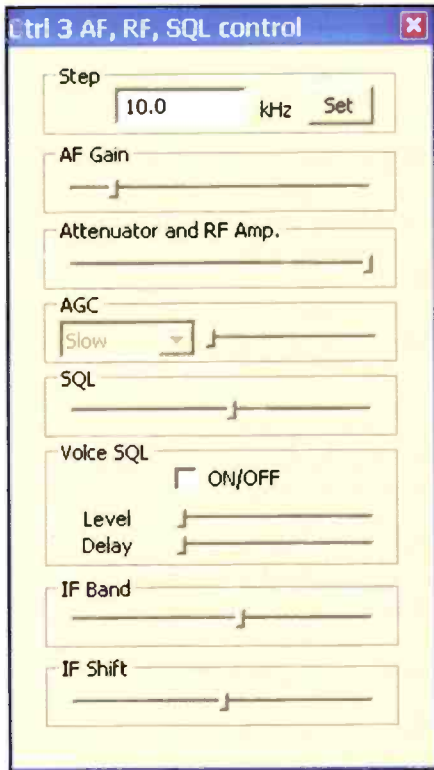 Ctrl 3 AF, RF, SQL control
Step
10.0 kHz Set
AF Gain
Attenuator and RF Amp.
AGC
Slow
SQL
Voice SQL
ON/OFF
Level
Delay
IF Band
IF Shift